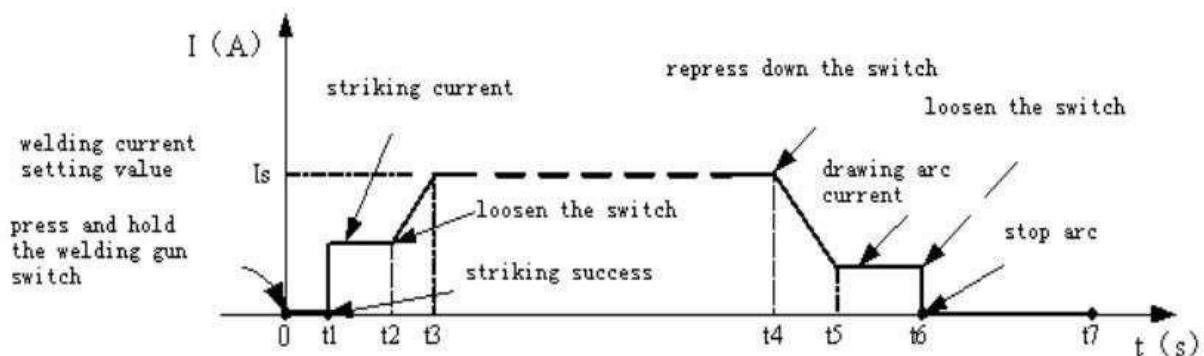 I (A)
striking current
repress down the switch
loosen the switch
welding current
setting value
Is
drawing arc
current
press and hold
the welding gun
switch
loosen the switch
stop arc
striking success
0
t1
t2
t3
t4
t5
t6
t7
t (s)